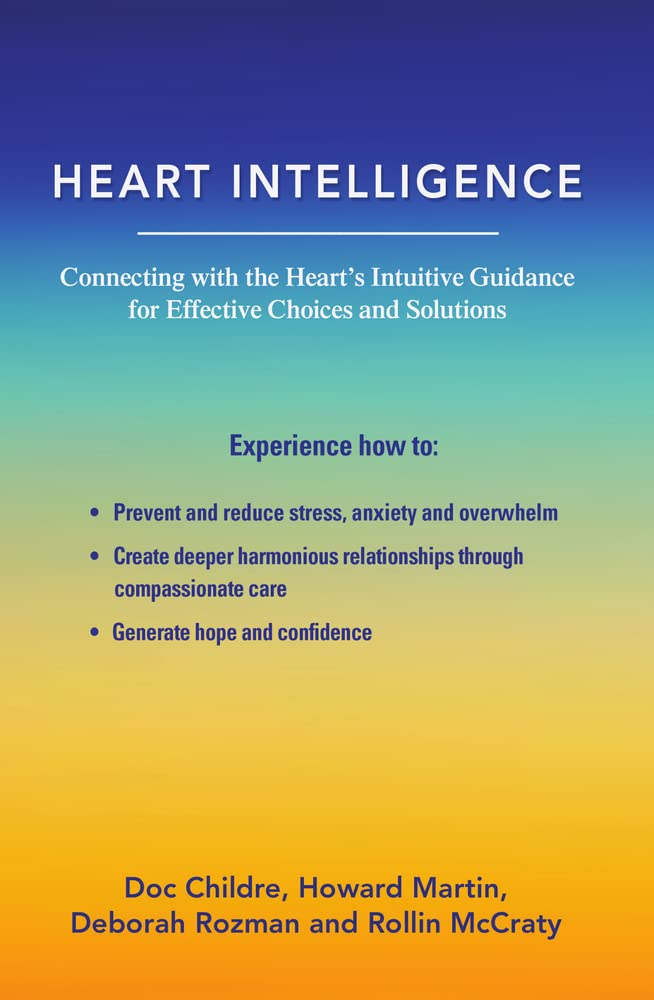 HEART INTELLIGENCE
Connecting with the Heart’s Intuitive Guidance
for Effective Choices and Solutions
Experience how to:
• Prevent and reduce stress, anxiety and overwhelm
• Create deeper harmonious relationships through
compassionate care
• Generate hope and confidence
Doc Childre, Howard Martin,
Deborah Rozman and Rollin McCraty